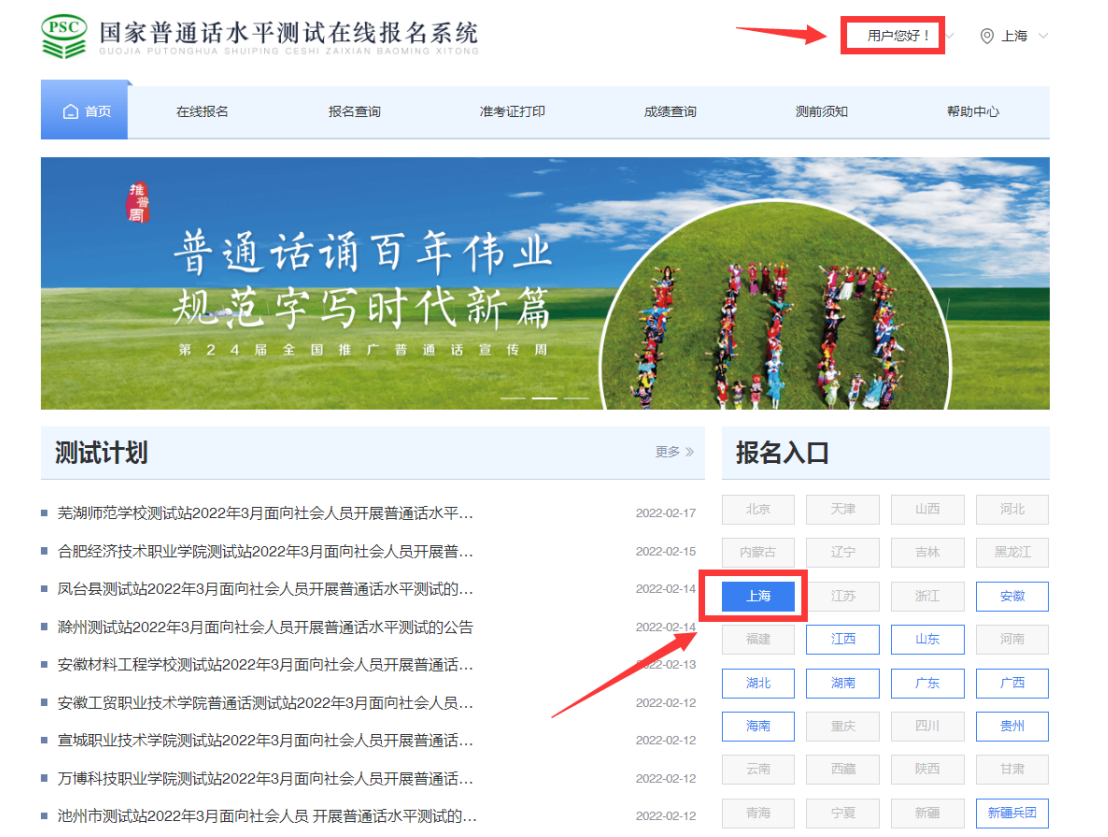 PSC
国家普通话水平测试在线报名系统
GUOJIA PUTONGHUA SHUIPING CESHI ZAIXIAN BAOMING XITONG
用户您好！
上海
首页
在线报名
报名查询
准考证打印
成绩查询
测前须知
帮助中心
推普周
普通话诵百年伟业
规范字写时代新篇
第24届全国推广普通话宣传周
100
测试计划
更多
芜湖师范学校测试站2022年3月面向社会人员开展普通话水平… 2022-02-17
合肥经济技术职业学院测试站2022年3月面向社会人员开展普… 2022-02-15
凤台县测试站2022年3月面向社会人员开展普通话水平测试的… 2022-02-14
滁州测试站2022年3月面向社会人员开展普通话水平测试的公告 2022-02-14
安徽材料工程学校测试站2022年3月面向社会人员开展普通话… 2022-02-13
安徽工贸职业技术学院普通话测试站2022年3月面向社会人员… 2022-02-12
宣城职业技术学院测试站2022年3月面向社会人员开展普通话… 2022-02-12
万博科技职业学院测试站2022年3月面向社会人员开展普通话… 2022-02-12
池州市测试站2022年3月面向社会人员 开展普通话水平测试的… 2022-02-12
报名入口
北京 天津 山西 河北
内蒙古 辽宁 吉林 黑龙江
上海 江苏 浙江 安徽
福建 江西 山东 河南
湖北 湖南 广东 广西
海南 重庆 四川 贵州
云南 西藏 陕西 甘肃
青海 宁夏 新疆 新疆兵团